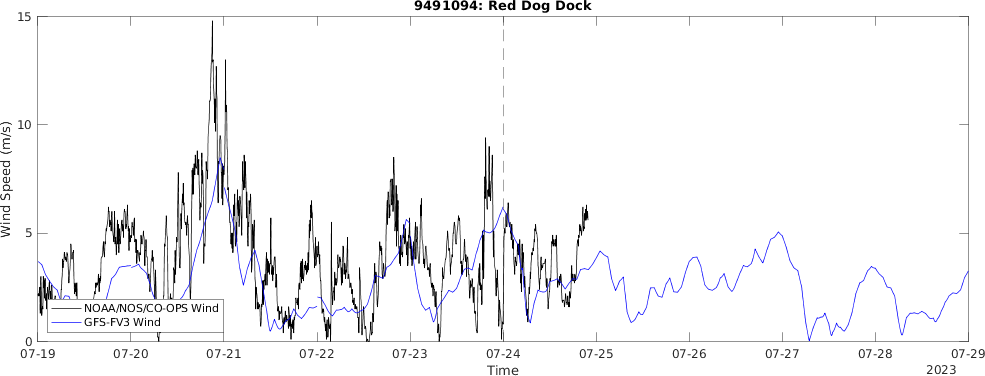 9491094: Red Dog Dock
Wind Speed (m/s)
15
10
5
0
NOAA/NOS/CO-OPS Wind
GFS-FV3 Wind
07-19 07-20 07-21 07-22 07-23 07-24 07-25 07-26 07-27 07-28 07-29
Time
2023